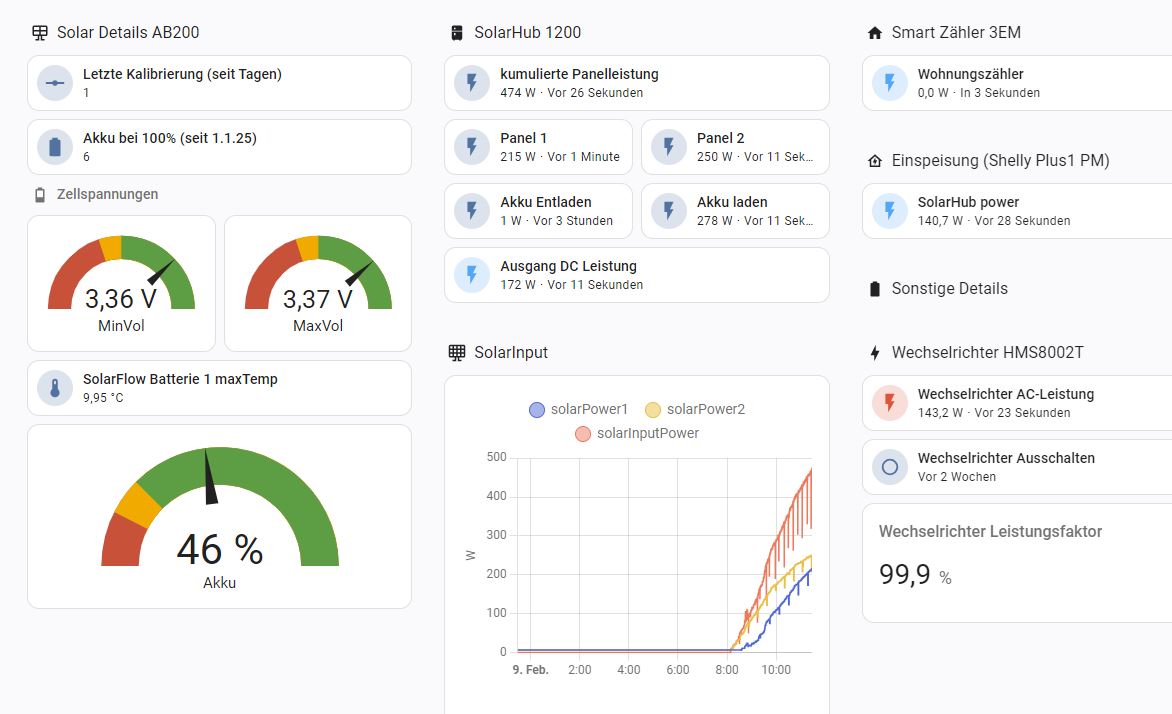 Solar Details AB200
Letzte Kalibrierung (seit Tagen)
1
Akku bei 100% (seit 1.1.25)
6
Zellspannungen
3,36 V
MinVol
3,37 V
MaxVol
SolarFlow Batterie 1 maxTemp
9,95 °C
46 %
Akku
SolarHub 1200
kumulierte Panelleistung
474 W · Vor 26 Sekunden
Panel 1
215 W · Vor 1 Minute
Panel 2
250 W · Vor 11 Sek…
Akku Entladen
1 W · Vor 3 Stunden
Akku laden
278 W · Vor 11 Sek…
Ausgang DC Leistung
172 W · Vor 11 Sekunden
SolarInput
solarPower1
solarPower2
solarInputPower
500
400
300
200
100
0
W
9. Feb.
2:00
4:00
6:00
8:00
10:00
Smart Zähler 3EM
Wohnungszähler
0,0 W · In 3 Sekunden
Einspeisung (Shelly Plus1 PM)
SolarHub power
140,7 W · Vor 28 Sekunden
Sonstige Details
Wechselrichter HMS8002T
Wechselrichter AC-Leistung
143,2 W · Vor 23 Sekunden
Wechselrichter Ausschalten
Vor 2 Wochen
Wechselrichter Leistungsfaktor
99,9 %